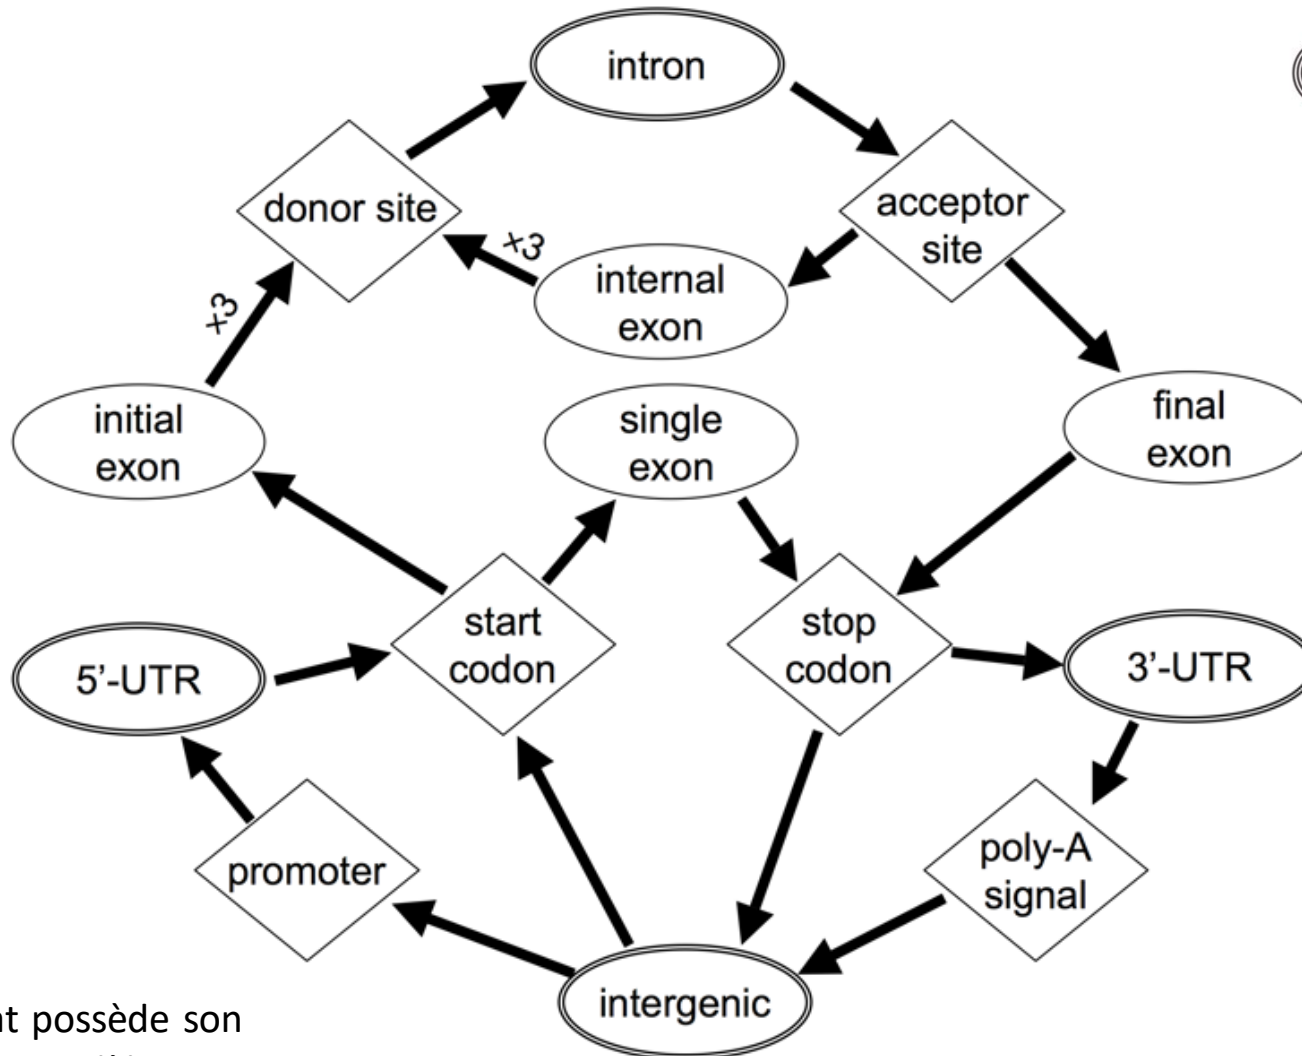 intron
donor site
acceptor
site
×3
internal
exon
×3
initial
exon
single
exon
final
exon
start
codon
stop
codon
5’-UTR
3’-UTR
promoter
poly-A
signal
intergenic
possède son